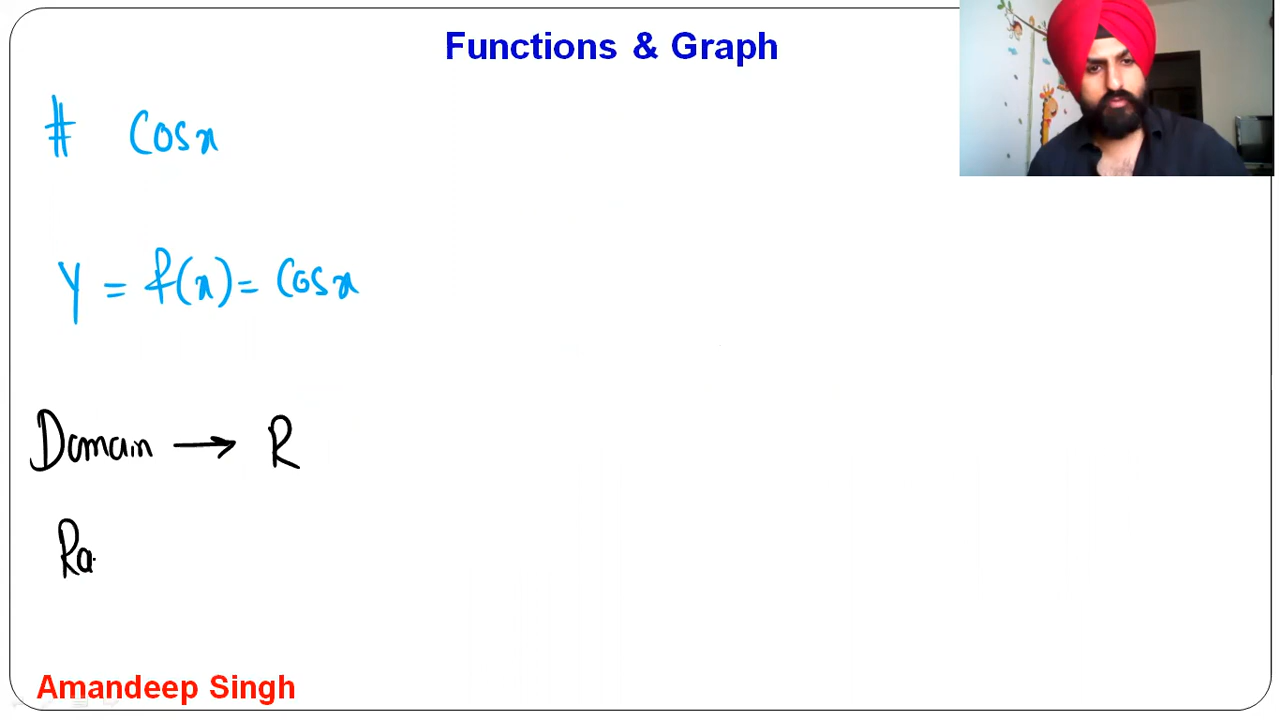 Functions & Graph
# Cosx
Y = f(x) = Cosx
Domain → R
Ra
Amandeep Singh